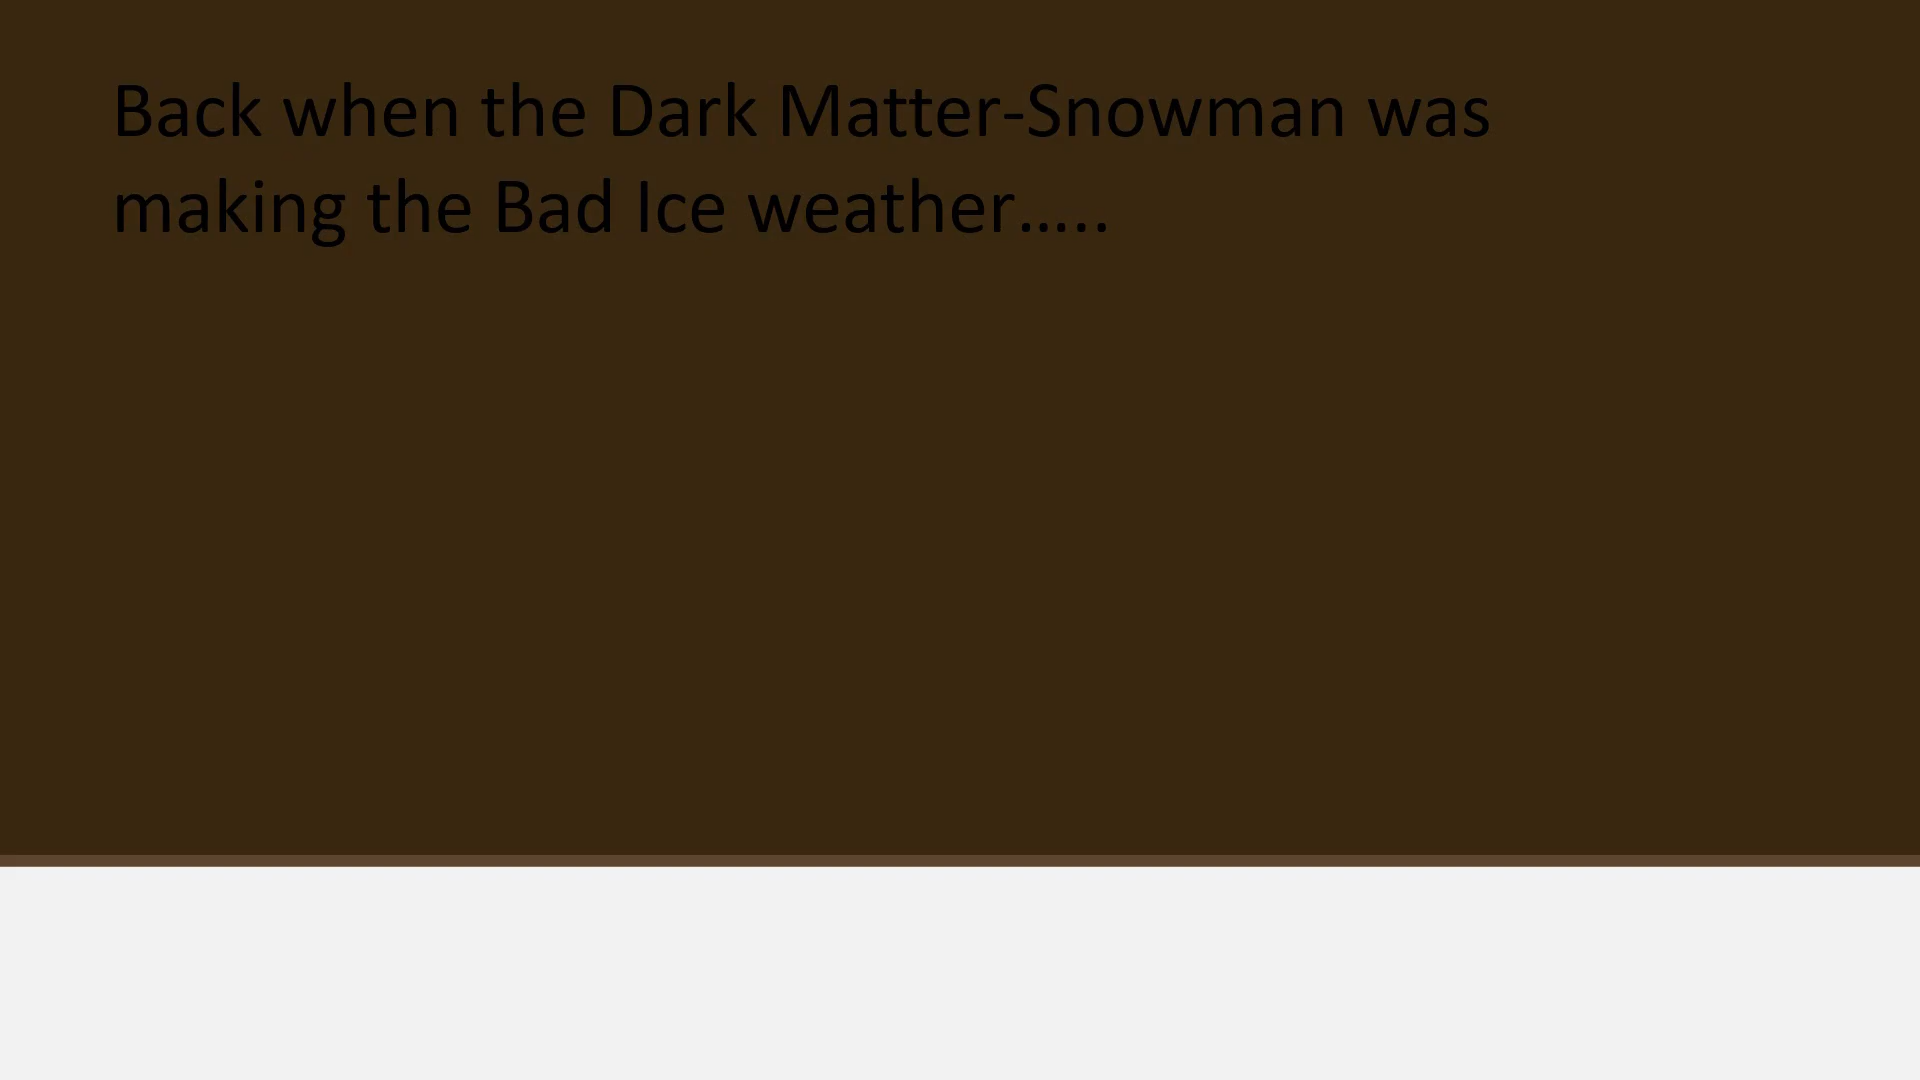 Back when the Dark Matter-Snowman was
making the Bad Ice weather…..